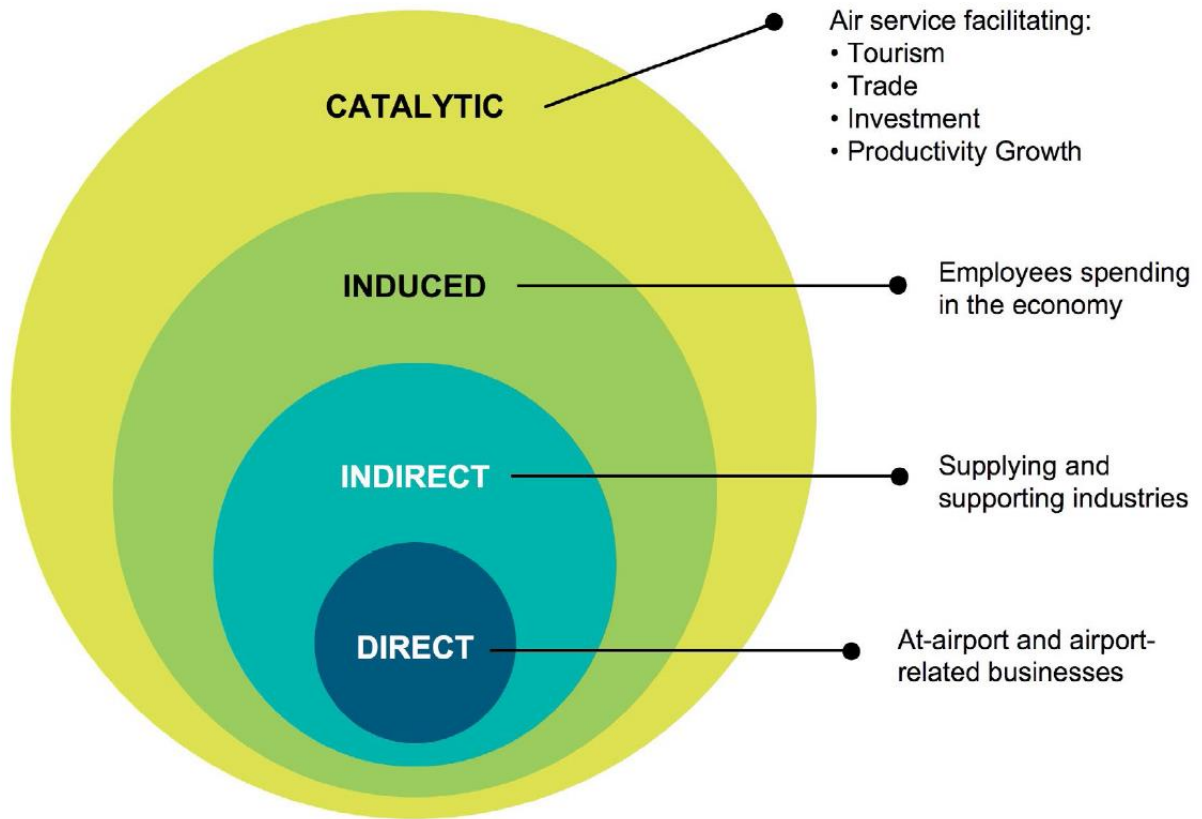 CATALYTIC
Air service facilitating:
• Tourism
• Trade
• Investment
• Productivity Growth
INDUCED
Employees spending
in the economy
INDIRECT
Supplying and
supporting industries
DIRECT
At-airport and airport-
related businesses